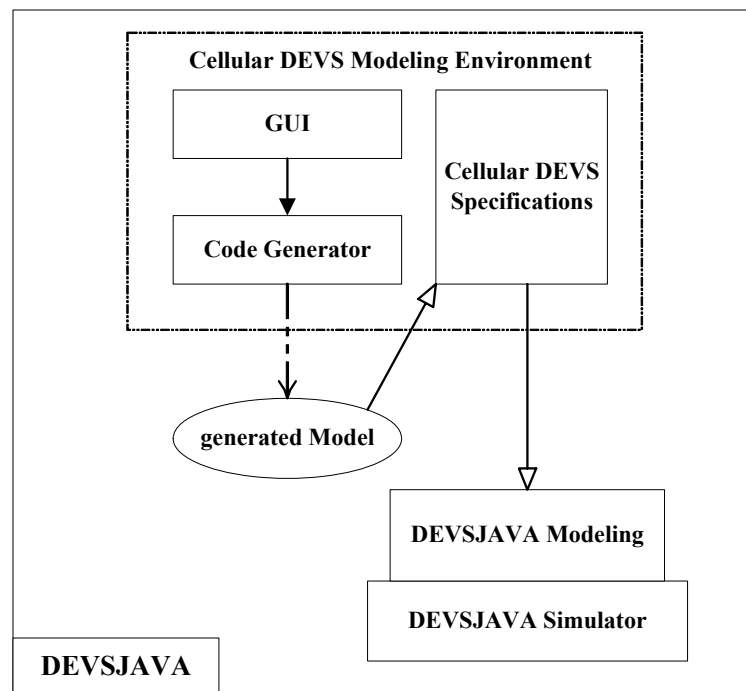 Cellular DEVS Modeling Environment
GUI
Cellular DEVS
Specifications
Code Generator
generated Model
DEVSJAVA Modeling
DEVSJAVA Simulator
DEVSJAVA